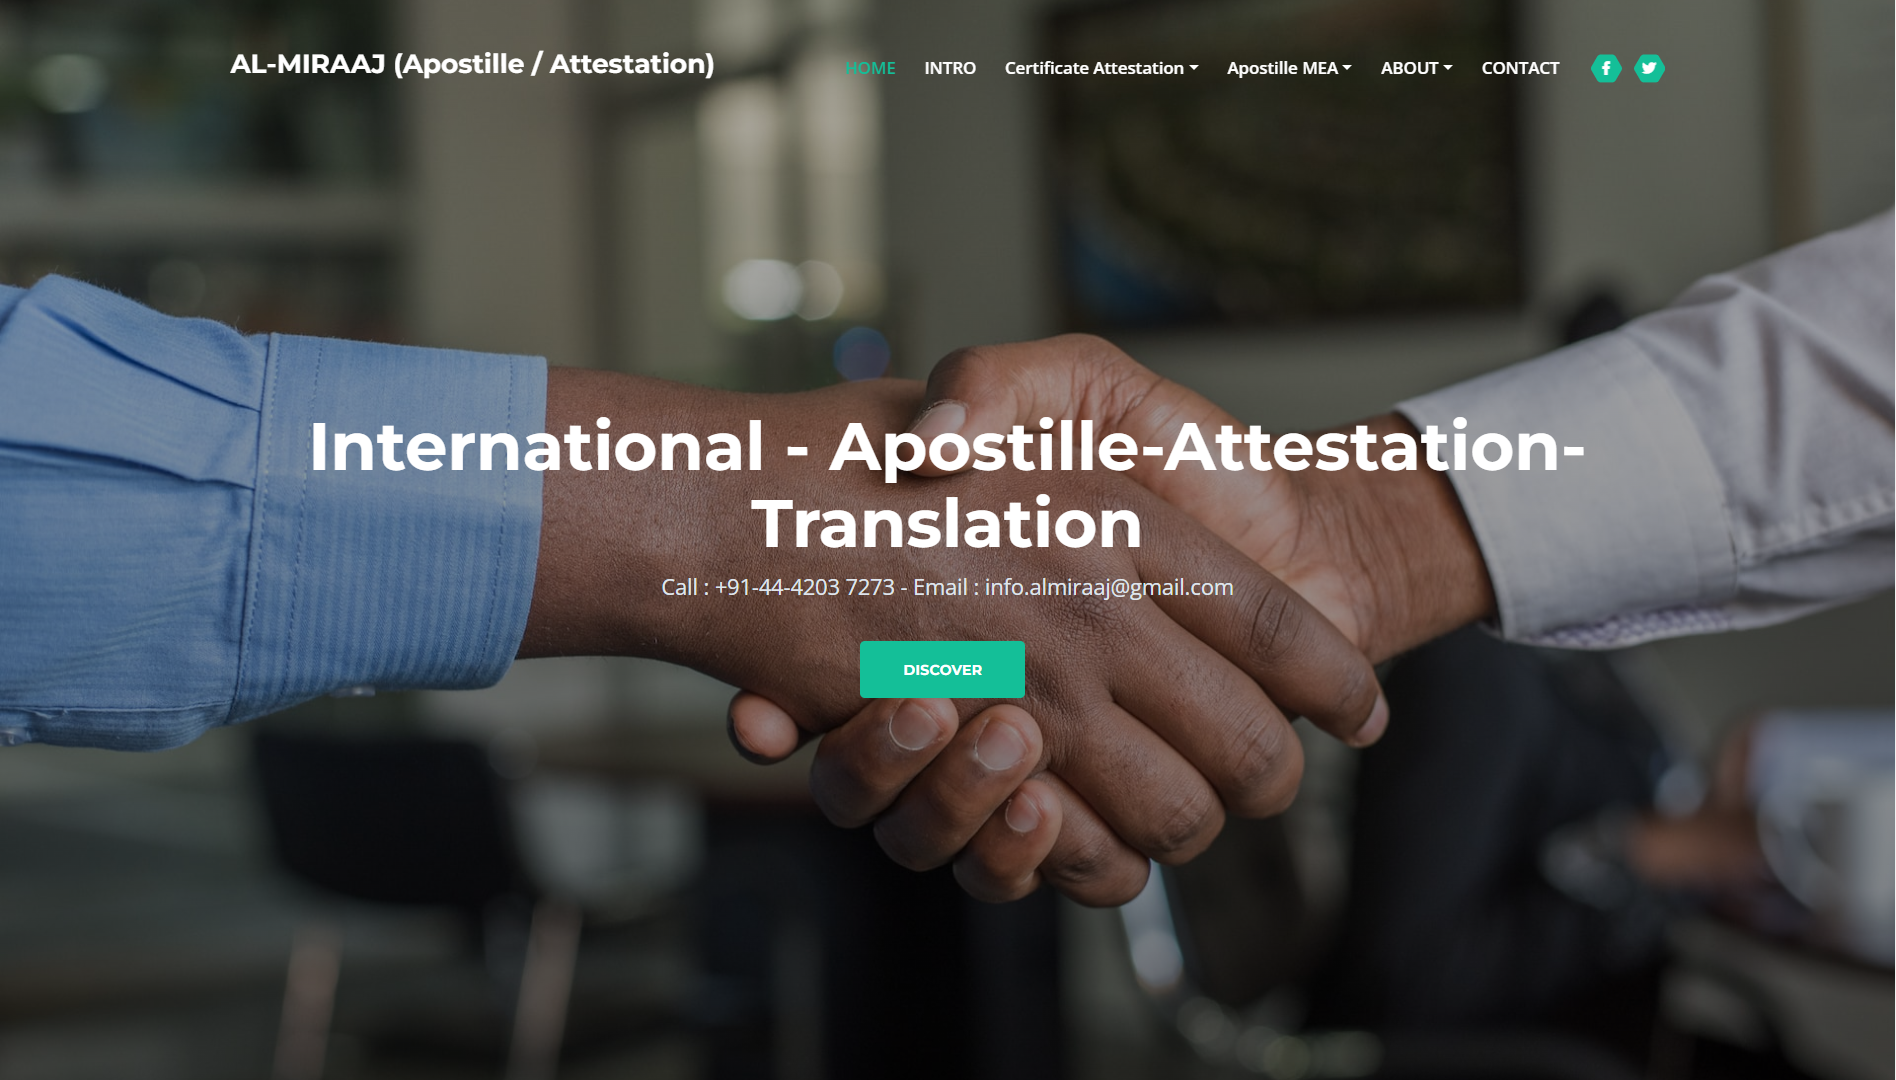 AL-MIRAAJ (Apostille / Attestation)
HOME INTRO Certificate Attestation Apostille MEA ABOUT CONTACT
International - Apostille-Attestation-
Translation
Call : +91-44-4203 7273 - Email : info.almiraaj@gmail.com
DISCOVER